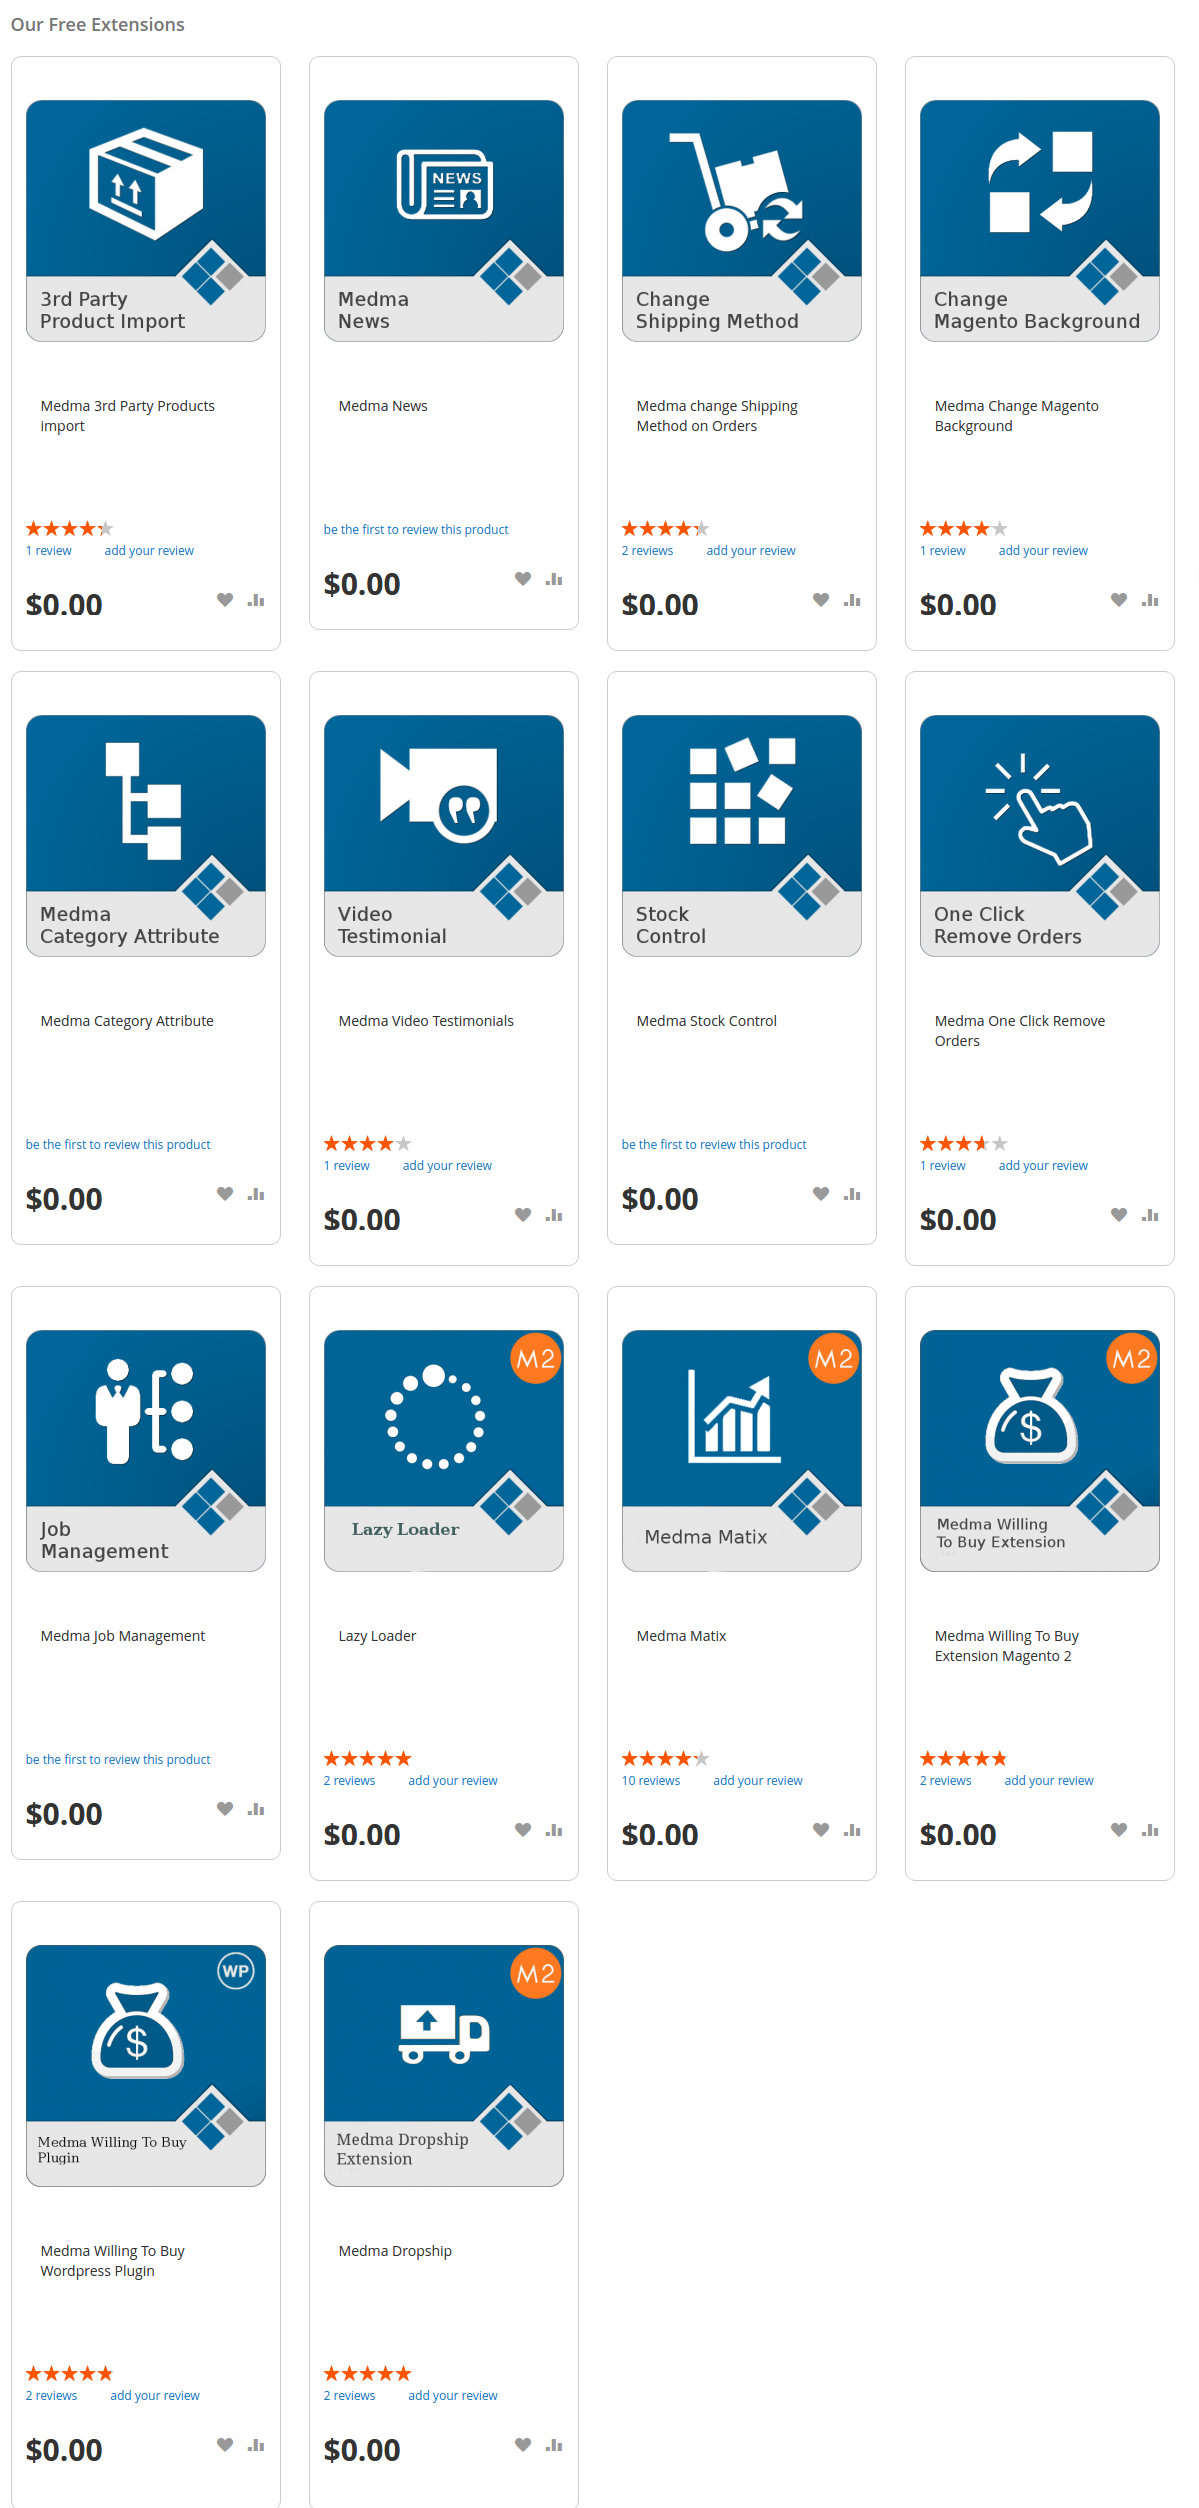 Our Free Extensions
3rd Party
Product Import
Medma 3rd Party Products
import
1 review add your review
$0.00
NEWS
Medma
News
Medma News
be the first to review this product
$0.00
Change
Shipping Method
Medma change Shipping
Method on Orders
2 reviews add your review
$0.00
Change
Magento Background
Medma Change Magento
Background
1 review add your review
$0.00
Medma
Category Attribute
Medma Category Attribute
be the first to review this product
$0.00
Video
Testimonial
Medma Video Testimonials
1 review add your review
$0.00
Stock
Control
Medma Stock Control
be the first to review this product
$0.00
One Click
Remove Orders
Medma One Click Remove
Orders
1 review add your review
$0.00
Job
Management
Medma Job Management
be the first to review this product
$0.00
M2
Lazy Loader
Lazy Loader
2 reviews add your review
$0.00
M2
Medma Matix
Medma Matix
10 reviews add your review
$0.00
M2
$
Medma Willing
To Buy Extension
Medma Willing To Buy
Extension Magento 2
2 reviews add your review
$0.00
WP
$
Medma Willing To Buy
Plugin
Medma Willing To Buy
Wordpress Plugin
2 reviews add your review
$0.00
M2
Medma Dropship
Extension
Medma Dropship
2 reviews add your review
$0.00